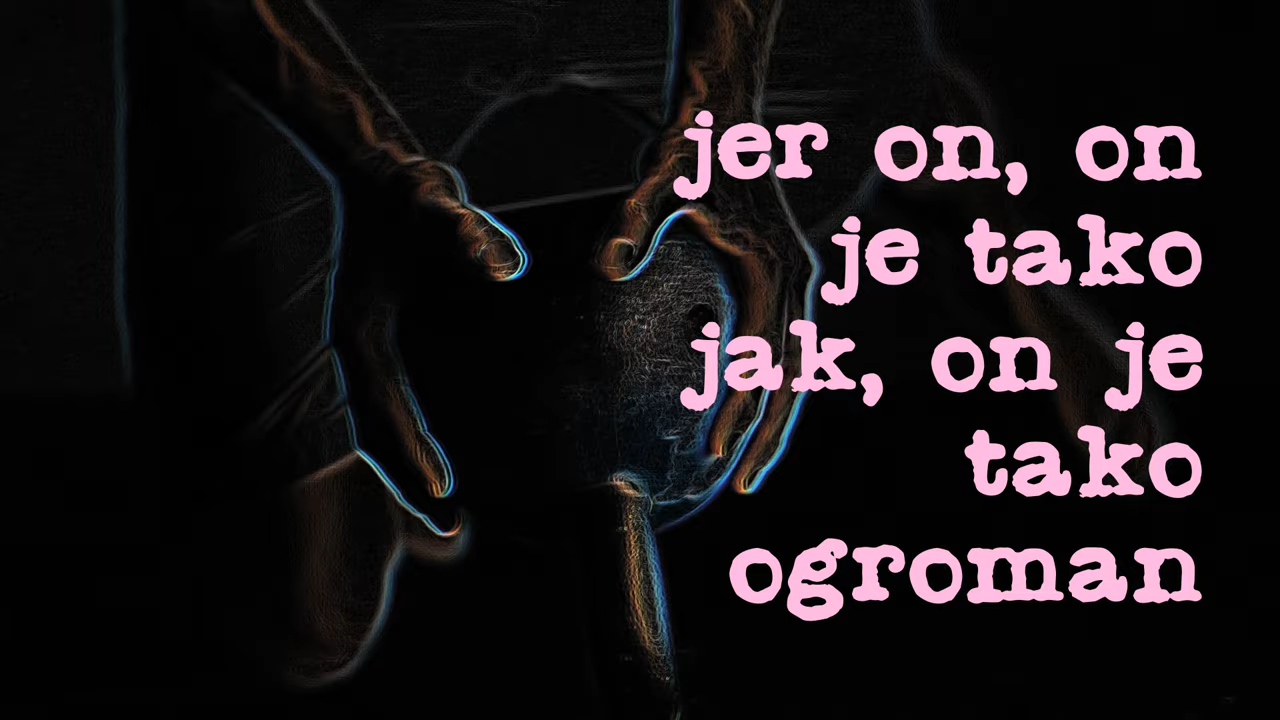 jer on, on
je tako
jak, on je
tako
ogroman